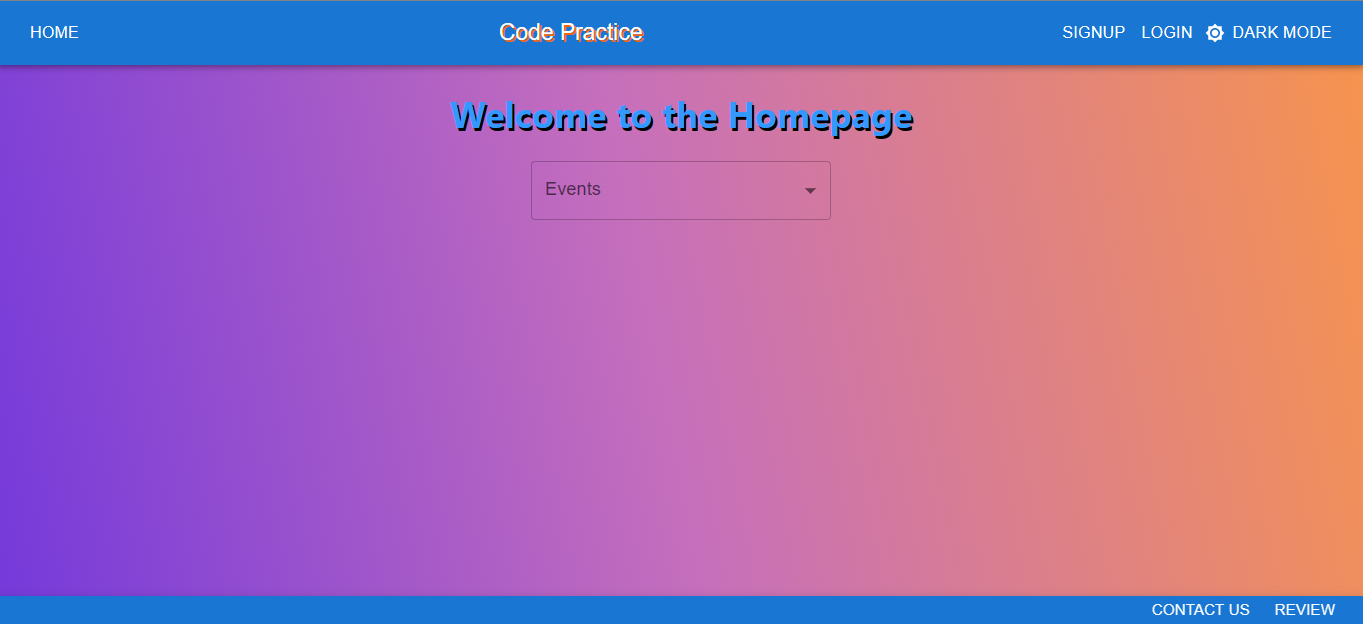 HOME Code Practice SIGNUP LOGIN DARK MODE
Welcome to the Homepage
Events
CONTACT US REVIEW